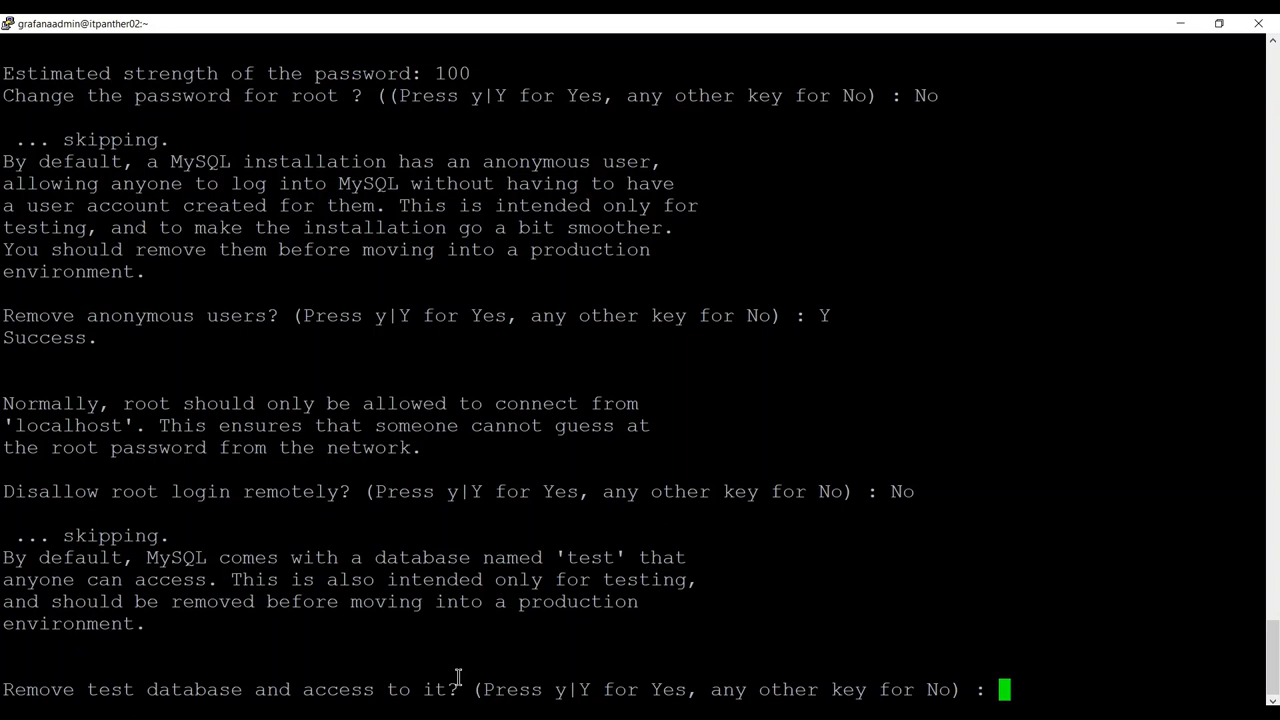 grafanaadmin@itpanther02:~
Estimated strength of the password: 100
Change the password for root ? ((Press y|Y for Yes, any other key for No) : No
... skipping.
By default, a MySQL installation has an anonymous user,
allowing anyone to log into MySQL without having to have
a user account created for them. This is intended only for
testing, and to make the installation go a bit smoother.
You should remove them before moving into a production
environment.
Remove anonymous users? (Press y|Y for Yes, any other key for No) : Y
Success.
Normally, root should only be allowed to connect from
'localhost'. This ensures that someone cannot guess at
the root password from the network.
Disallow root login remotely? (Press y|Y for Yes, any other key for No) : No
... skipping.
By default, MySQL comes with a database named 'test' that
anyone can access. This is also intended only for testing,
and should be removed before moving into a production
environment.
Remove test database and access to it? (Press y|Y for Yes, any other key for No) :